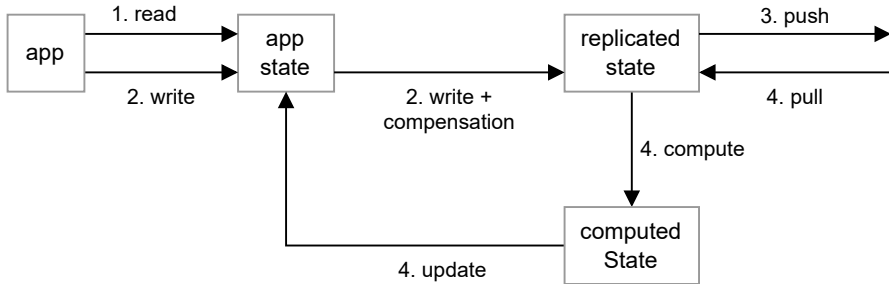 1. read
app
2. write
app
state
2. write +
compensation
replicated
state
3. push
4. pull
4. compute
computed
State
4. update